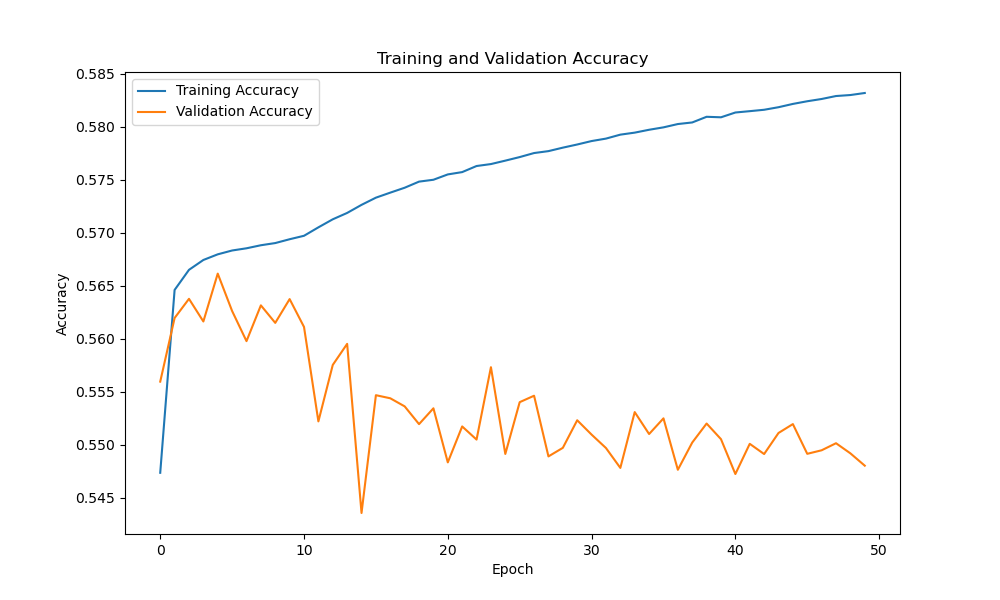 Training and Validation Accuracy
Training Accuracy
Validation Accuracy
0.585
0.580
0.575
0.570
0.565
0.560
0.555
0.550
0.545
Accuracy
0 10 20 30 40 50
Epoch